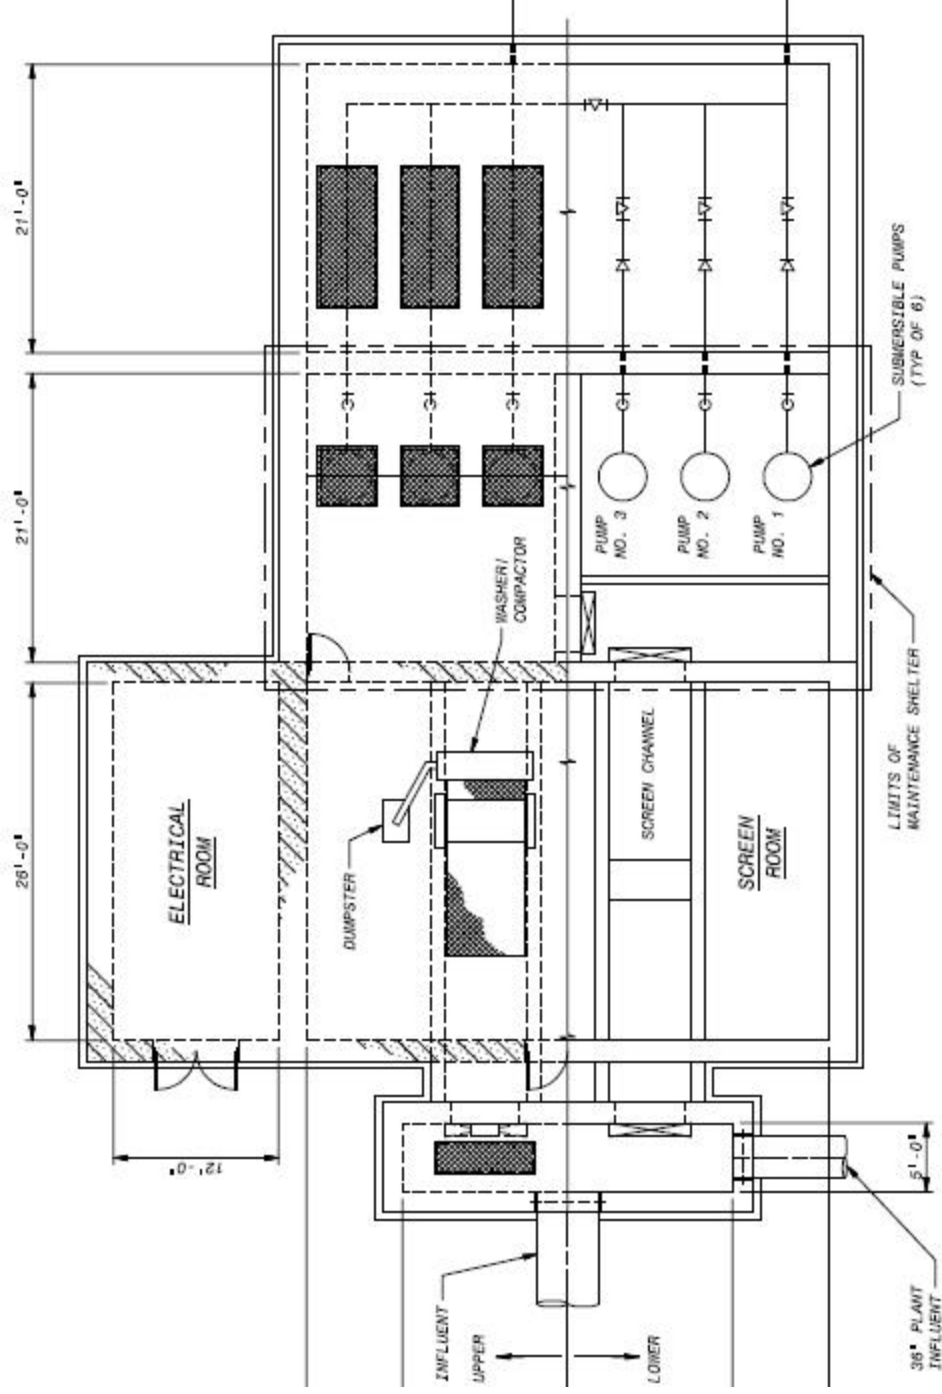 21'-0"
21'-0"
26'-0"
ELECTRICAL
ROOM
12'-0"
WASHER/
COMPACTOR
DUMPSTER
PUMP
NO. 3
PUMP
NO. 2
PUMP
NO. 1
SUBMERSIBLE PUMPS
(TYP OF 6)
SCREEN CHANNEL
SCREEN
ROOM
LIMITS OF
MAINTENANCE SHELTER
5'-0"
INFLUENT
UPPER
LOWER
36" PLANT
INFLUENT